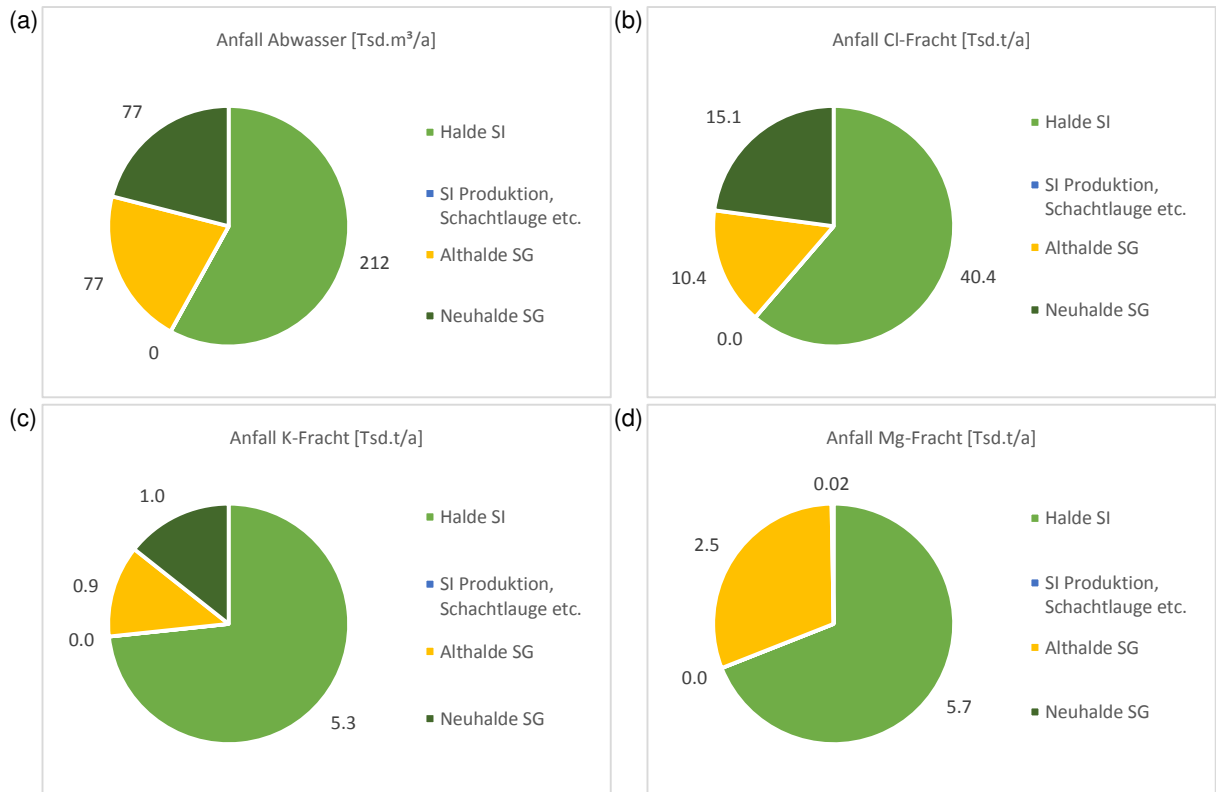 (a)
Anfall Abwasser [Tsd.m³/a]
77
77
0
212
Halde SI
SI Produktion,
Schachtlauge etc.
Althalde SG
Neuhalde SG
(b)
Anfall Cl-Fracht [Tsd.t/a]
15.1
10.4
0.0
40.4
Halde SI
SI Produktion,
Schachtlauge etc.
Althalde SG
Neuhalde SG
(c)
Anfall K-Fracht [Tsd.t/a]
1.0
0.9
0.0
5.3
Halde SI
SI Produktion,
Schachtlauge etc.
Althalde SG
Neuhalde SG
(d)
Anfall Mg-Fracht [Tsd.t/a]
0.02
2.5
0.0
5.7
Halde SI
SI Produktion,
Schachtlauge etc.
Althalde SG
Neuhalde SG